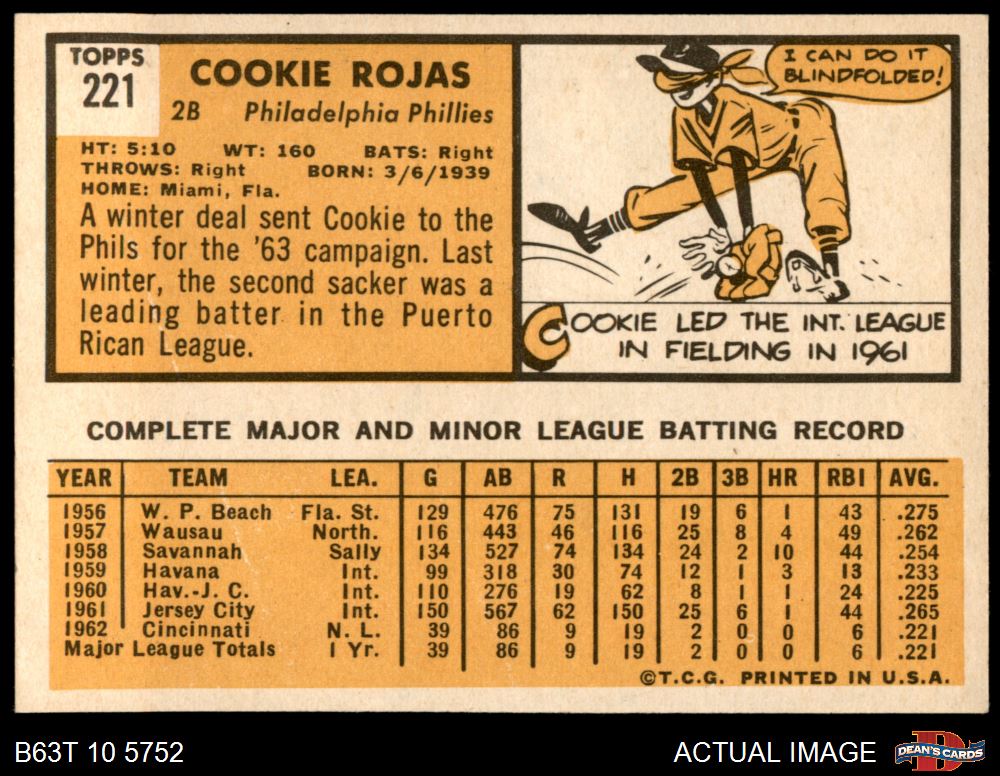 TOPPS
221
COOKIE ROJAS
2B Philadelphia Phillies
HT: 5:10 WT: 160 BATS: Right
THROWS: Right BORN: 3/6/1939
HOME: Miami, Fla.
A winter deal sent Cookie to the
Phils for the '63 campaign. Last
winter, the second sacker was a
leading batter in the Puerto
Rican League.
I CAN DO IT
BLINDFOLDED!
COOKIE LED THE INT. LEAGUE
IN FIELDING IN 1961
COMPLETE MAJOR AND MINOR LEAGUE BATTING RECORD
YEAR TEAM LEA. G AB R H 2B 3B HR RBI AVG.
1956 W. P. Beach Fla. St. 129 476 75 131 19 6 1 43 .275
1957 Wausau North. 116 443 46 116 25 8 4 49 .262
1958 Savannah Sally 134 527 74 134 24 2 10 44 .254
1959 Havana Int. 99 318 30 74 12 1 3 13 .233
1960 Hav.-J. C. Int. 110 276 19 62 8 1 1 24 .225
1961 Jersey City Int. 150 567 62 150 25 6 1 44 .265
1962 Cincinnati N. L. 39 86 9 19 2 0 0 6 .221
Major League Totals 1 Yr. 39 86 9 19 2 0 0 6 .221
©T.C.G. PRINTED IN U.S.A.
B63T 10 5752
ACTUAL IMAGE
D
DEAN'S CARDS